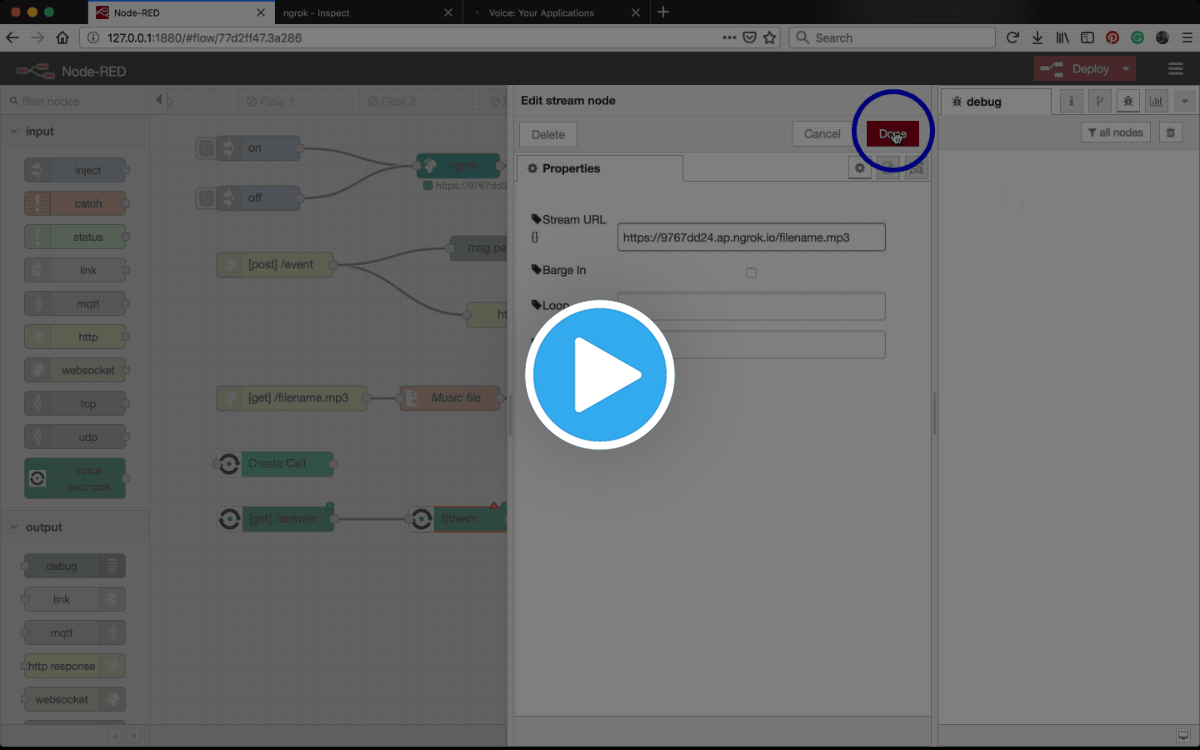 Node-RED
ngrok - Inspect
Voice: Your Applications
127.0.0.1:1880/#flow/77d2ff47.3a286
Search
Node-RED
Deploy
filter nodes
Flow 1
Flow 2
Edit stream node
debug
i
Delete
Cancel
Done
all nodes
input
inject
catch
status
link
mqtt
http
websocket
tcp
udp
voice
webhook
output
debug
link
mqtt
http response
websocket
on
off
ngrok
https://9767dd2
[post] /event
msg.pa
ht
[get] /filename.mp3
Music file
Create Call
[get] /answer
Stream
Properties
Stream URL
{}
https://9767dd24.ap.ngrok.io/filename.mp3
Barge In
Loop